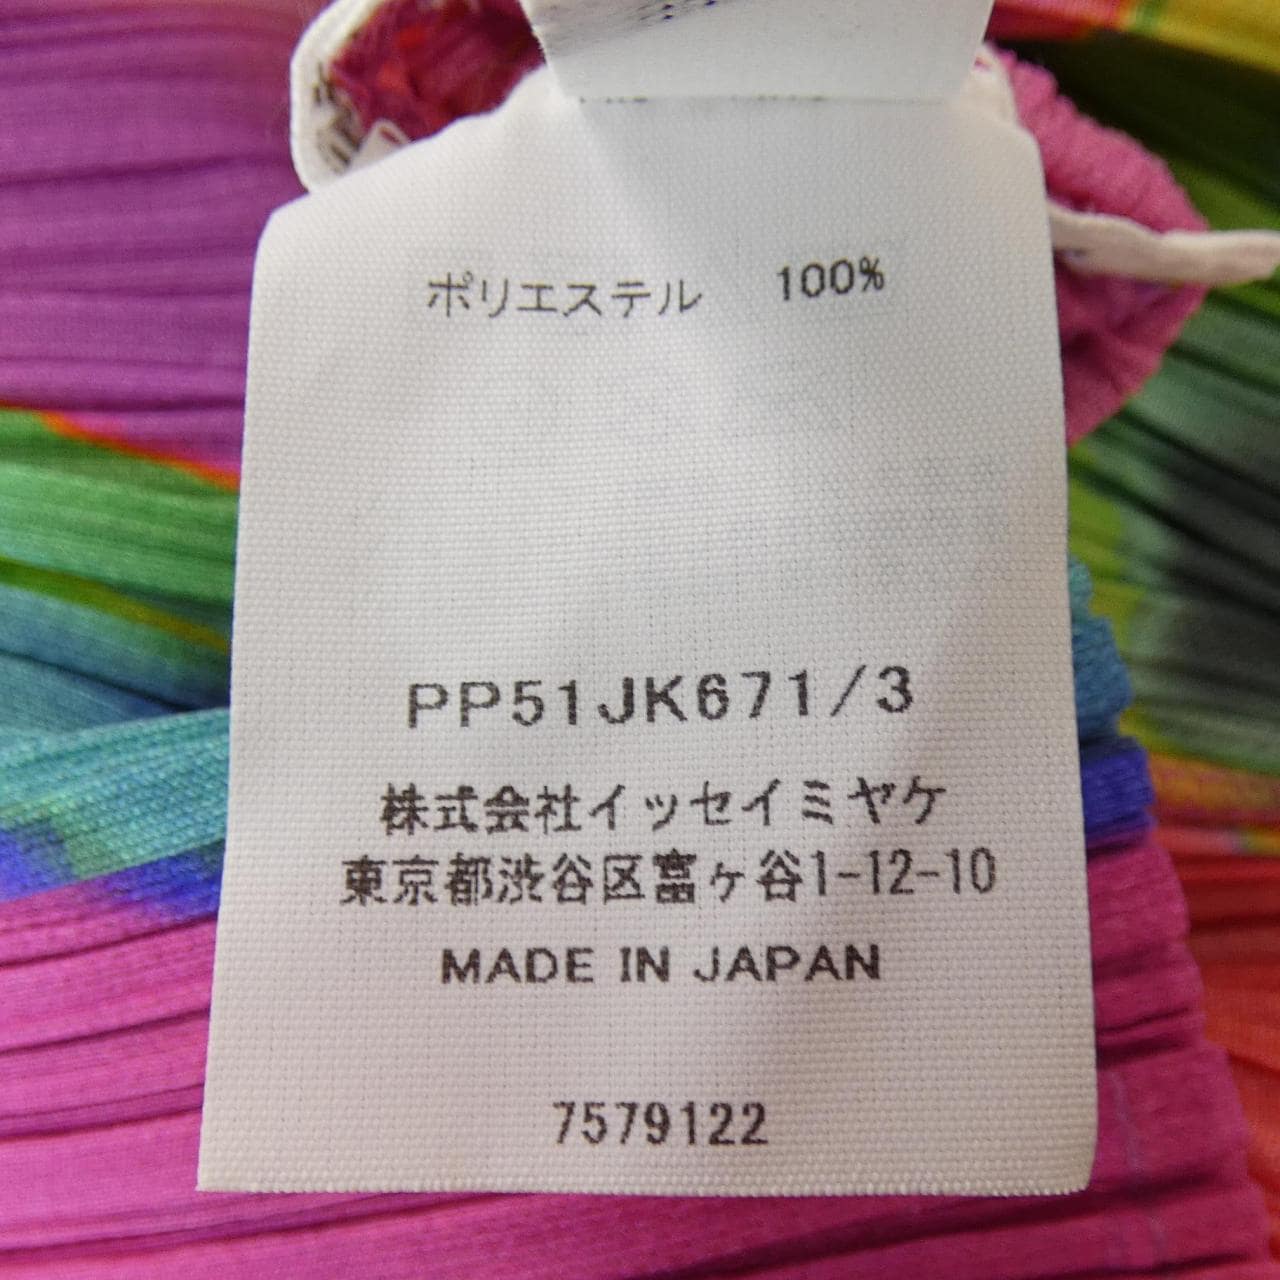 ポリエステル 100%
PP51JK671/3
株式会社イッセイミヤケ
東京都渋谷区富ヶ谷1-12-10
MADE IN JAPAN
7579122